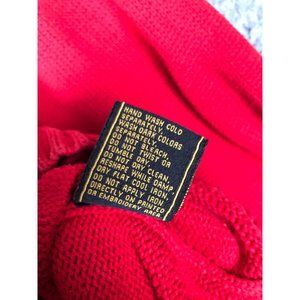 HAND WASH COLD
SEPARATELY.
WASH DARK COLORS
SEPARATELY.
DO NOT BLEACH.
DO NOT TWIST OR
TUMBLE DRY.
DO NOT DRY CLEAN.
RESHAPE WHILE DAMP.
DRY FLAT COOL IRON.
DO NOT APPLY IRON
DIRECTLY ON PRINTED
OR EMBROIDERY AREA